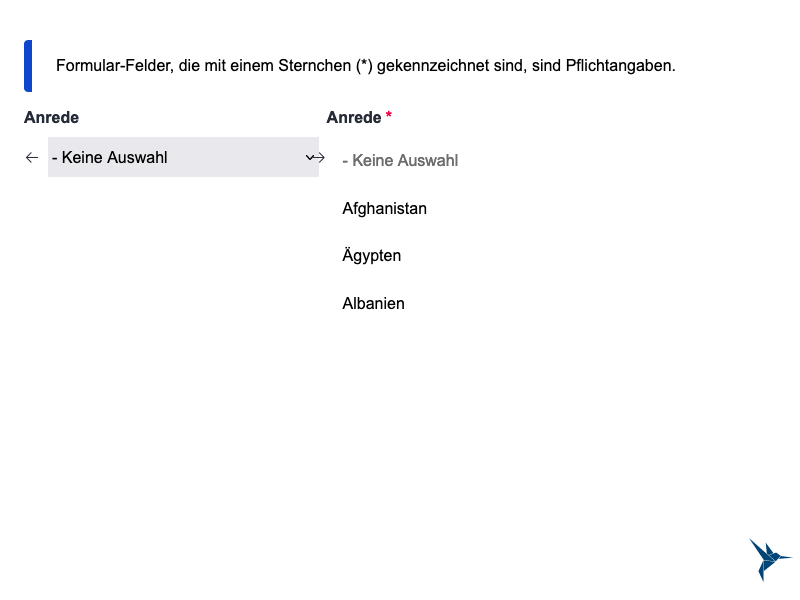 Formular-Felder, die mit einem Sternchen (*) gekennzeichnet sind, sind Pflichtangaben.
Anrede
- Keine Auswahl
Anrede *
- Keine Auswahl
Afghanistan
Ägypten
Albanien